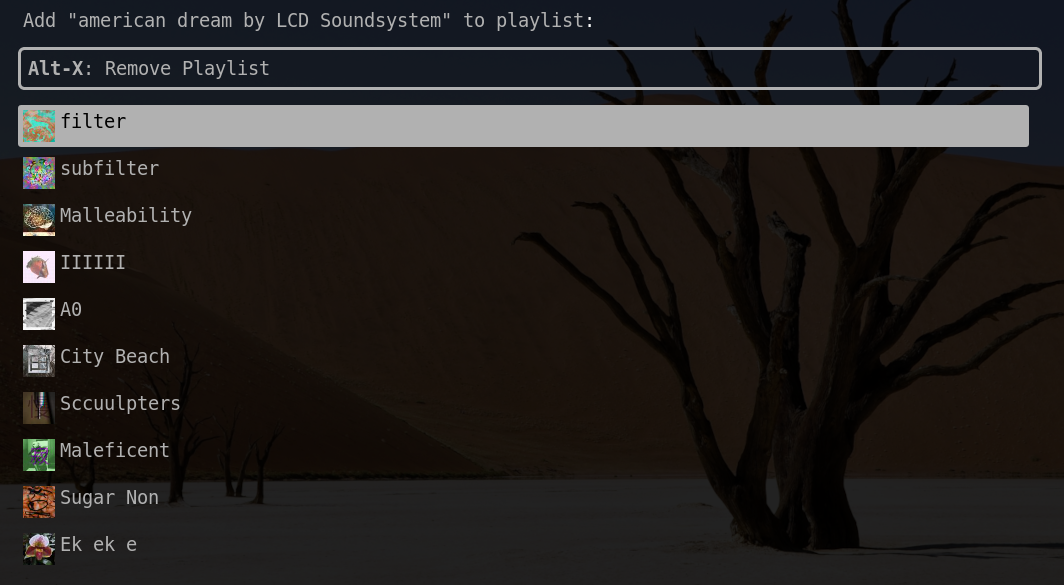 Add "american dream by LCD Soundsystem" to playlist:
Alt-X: Remove Playlist
filter
subfilter
Malleability
IIIIII
A0
City Beach
Sccuulpters
Maleficent
Sugar Non
Ek ek e